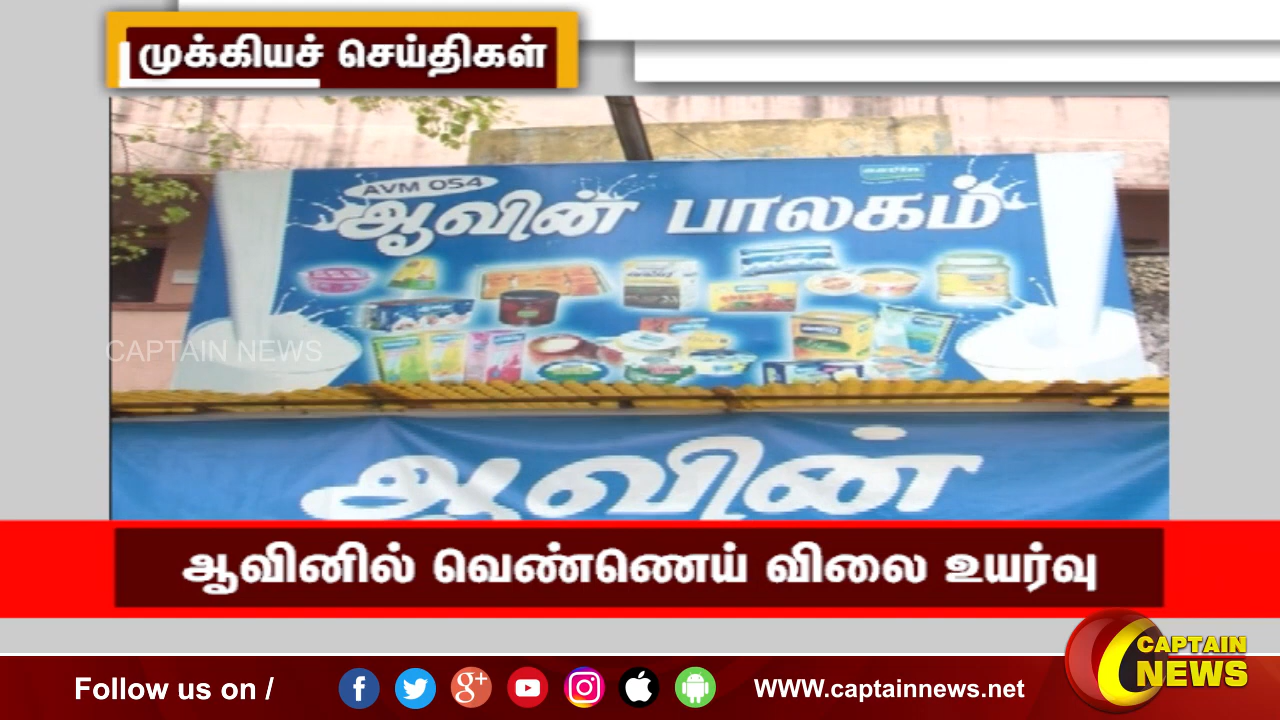 முக்கியச் செய்திகள்
AVM 054
aavin
ஆவின் பாலகம்
CAPTAIN NEWS
ஆவின்
ஆவினில் வெண்ணெய் விலை உயர்வு
CAPTAIN
NEWS
Follow us on /
WWW.captainnews.net